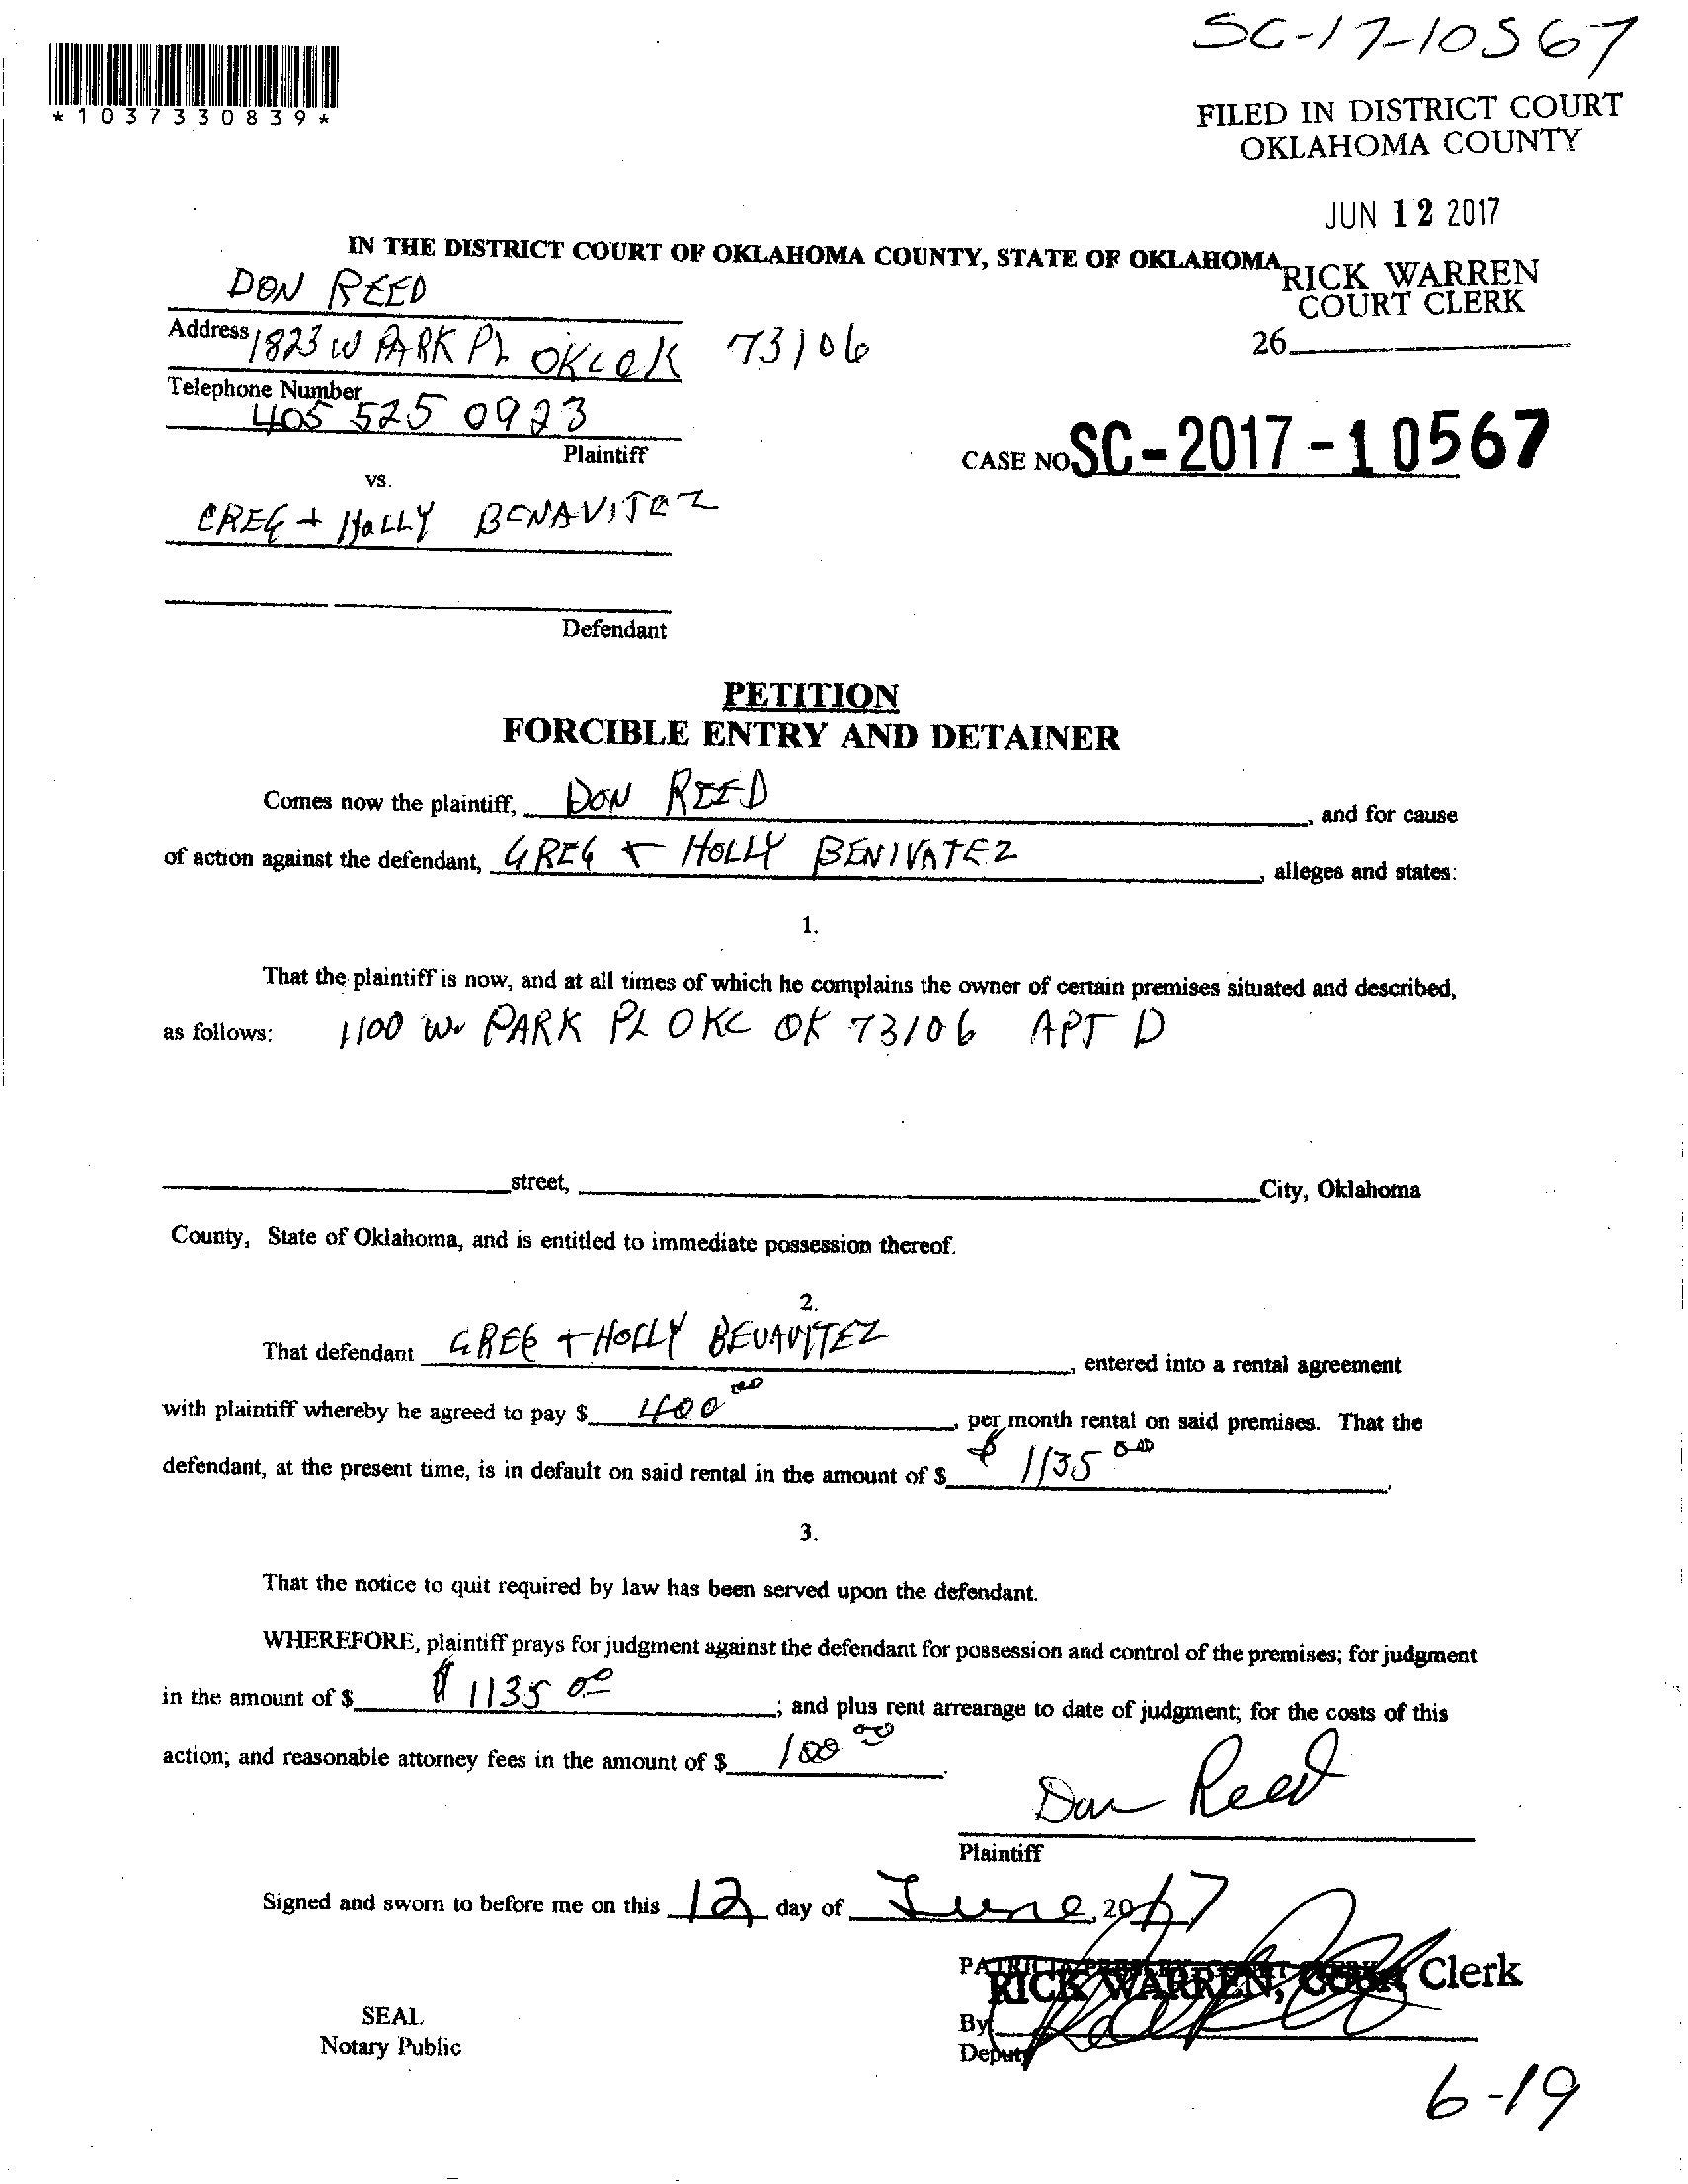 SC-17-10567
*1037330839*
FILED IN DISTRICT COURT
OKLAHOMA COUNTY
JUN 12 2017
IN THE DISTRICT COURT OF OKLAHOMA COUNTY, STATE OF OKLAHOMA
RICK WARREN
COURT CLERK
26
DON REED
Address 1823 W PARK PL OKC OK 73106
Telephone Number
405 525 0923
Plaintiff
CASE NO SC-2017-10567
vs.
GREG + HOLLY BENAVITEZ
Defendant
PETITION
FORCIBLE ENTRY AND DETAINER
Comes now the plaintiff, DON REED, and for cause
of action against the defendant, GREG + HOLLY BENIVATEZ, alleges and states:
1.
That the plaintiff is now, and at all times of which he complains the owner of certain premises situated and described,
as follows: 1100 W. PARK PL OKC OK 73106 APT D
street, City, Oklahoma
County, State of Oklahoma, and is entitled to immediate possession thereof.
2.
That defendant GREG + HOLLY BENAVITEZ, entered into a rental agreement
with plaintiff whereby he agreed to pay $ 400 00, per month rental on said premises. That the
defendant, at the present time, is in default on said rental in the amount of $ $ 1135 00.
3.
That the notice to quit required by law has been served upon the defendant.
WHEREFORE, plaintiff prays for judgment against the defendant for possession and control of the premises; for judgment
in the amount of $ $ 1135 00; and plus rent arrearage to date of judgment; for the costs of this
action; and reasonable attorney fees in the amount of $ 100 00.
Don Reed
Plaintiff
Signed and sworn to before me on this 12 day of June, 2017
RICK WARREN, Court Clerk
SEAL
Notary Public
By
Deputy
6-19